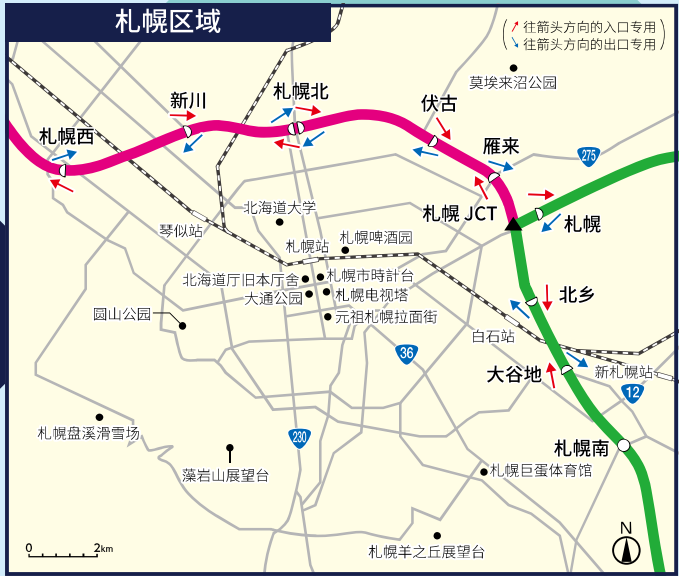 札幌区域
往箭头方向的入口专用
往箭头方向的出口专用
莫埃来沼公园
札幌北
新川
伏古
札幌西
雁来
275
北海道大学
札幌 JCT
札幌
琴似站
札幌啤酒园
札幌站
北海道厅旧本厅舍
札幌市時計台
大通公园
札幌电视塔
北乡
圆山公园
元祖札幌拉面街
白石站
36
大谷地
新札幌站
12
札幌盘溪滑雪场
230
札幌南
藻岩山展望台
札幌巨蛋体育馆
N
札幌羊之丘展望台
0 2km